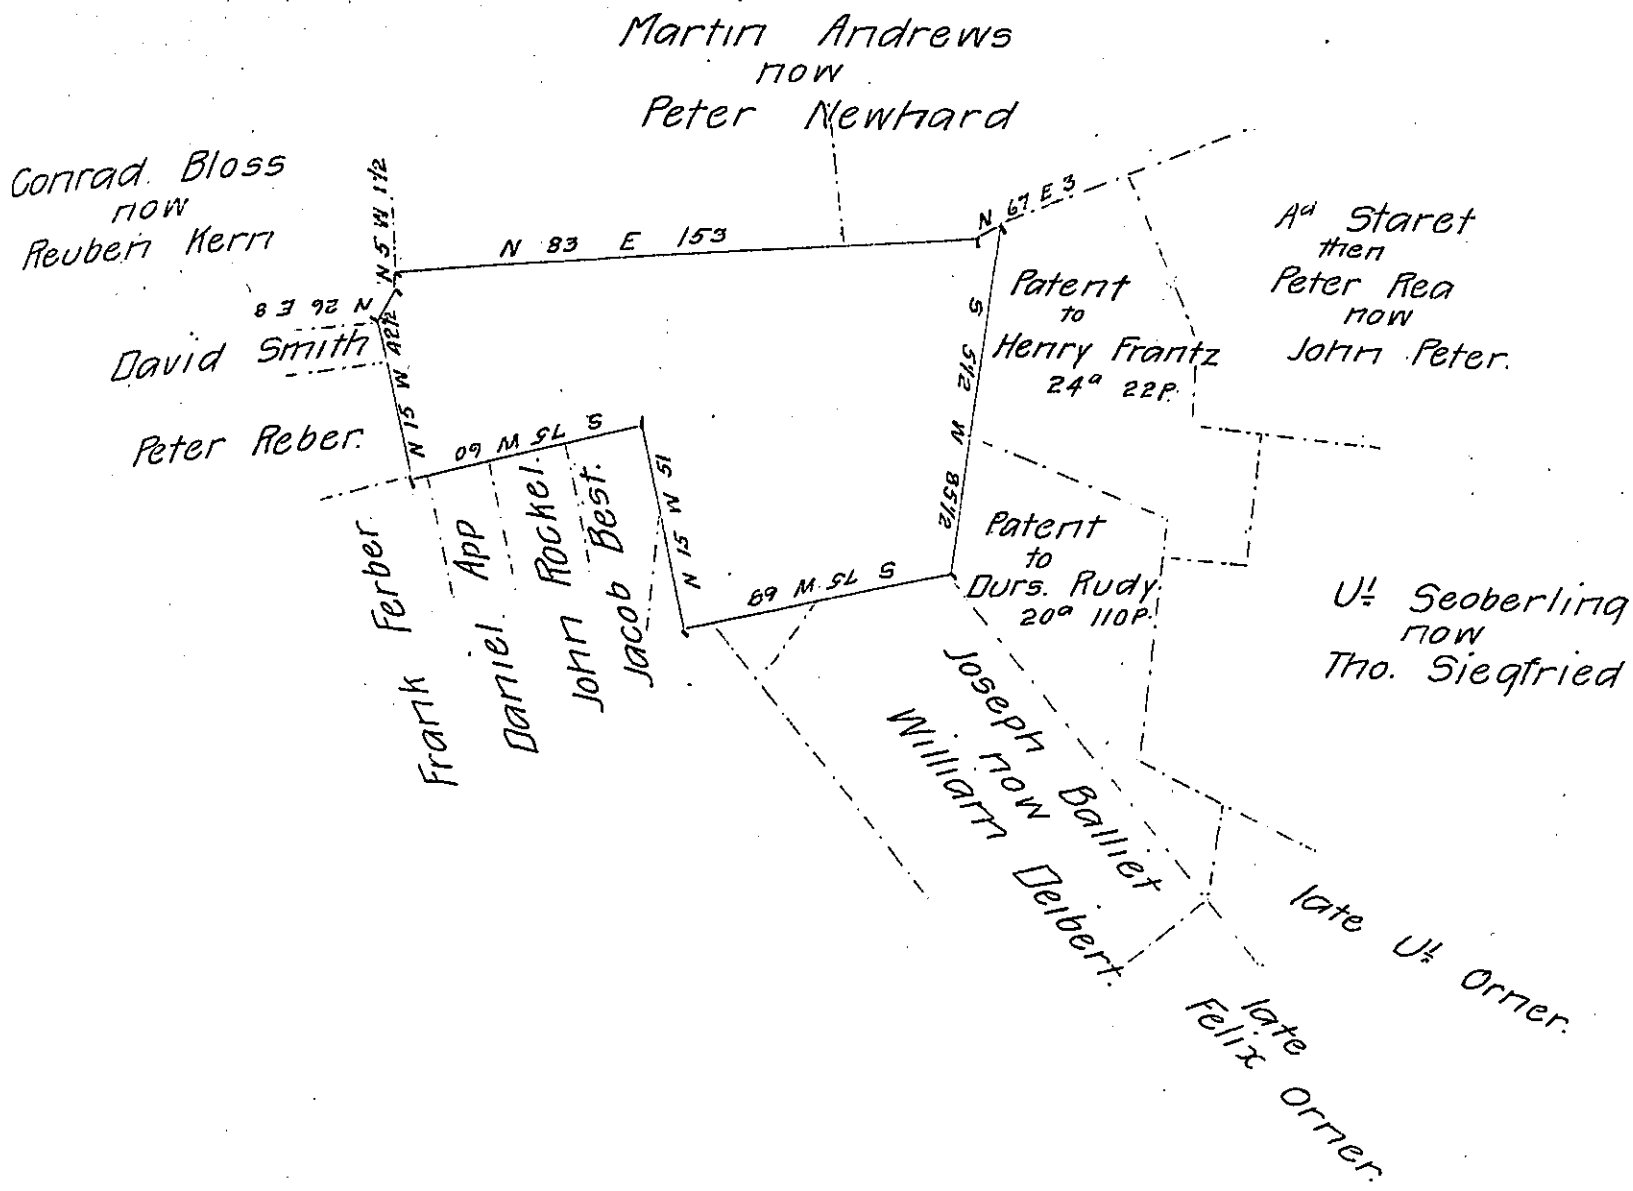 Martin Andrews
now
Peter Newhard
Conrad. Bloss
now
Reuben Kern
N 5 W 1½
N 83 E 153
N 67 E 3
Aᵈ Staret
then
Peter Rea
now
John Peter.
Patent
to
Henry Frantz
24ᵃ 22P.
N 26 E 8
David Smith
N 15 W 42½
S 5½ W 85½
Peter Reber.
S 75 W 60
N 15 W 51
S 75 W 69
Patent
to
Durs. Rudy.
20ᵃ 110P.
Frank Ferber
Daniel App
John Rockel.
Jacob Best.
Uˡ Seoberling
now
Tho. Siegfried
Joseph Balliet
now
William Deibert.
late Uˡ Orner.
late
Felix Orner.